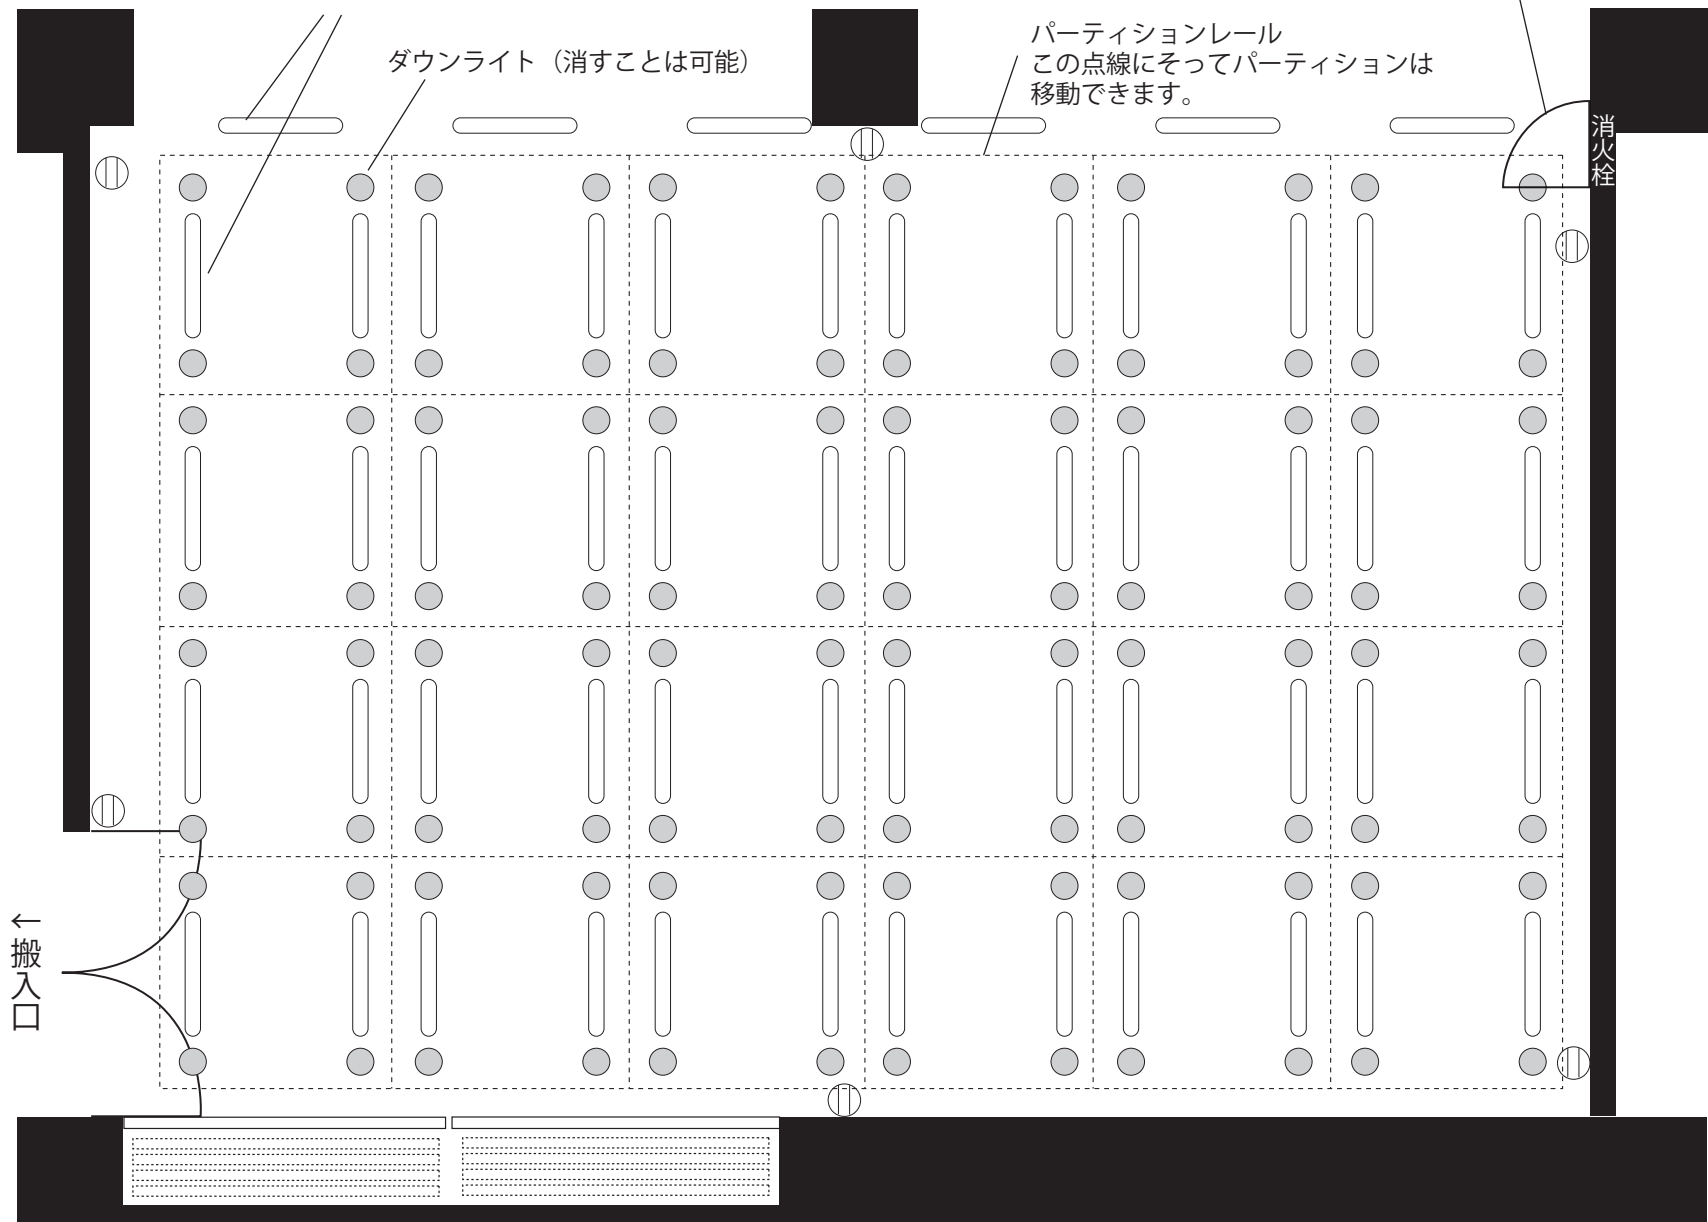 ダウンライト（消すことは可能）
パーティションレール
この点線にそってパーティションは
移動できます。
消火栓
←搬入口